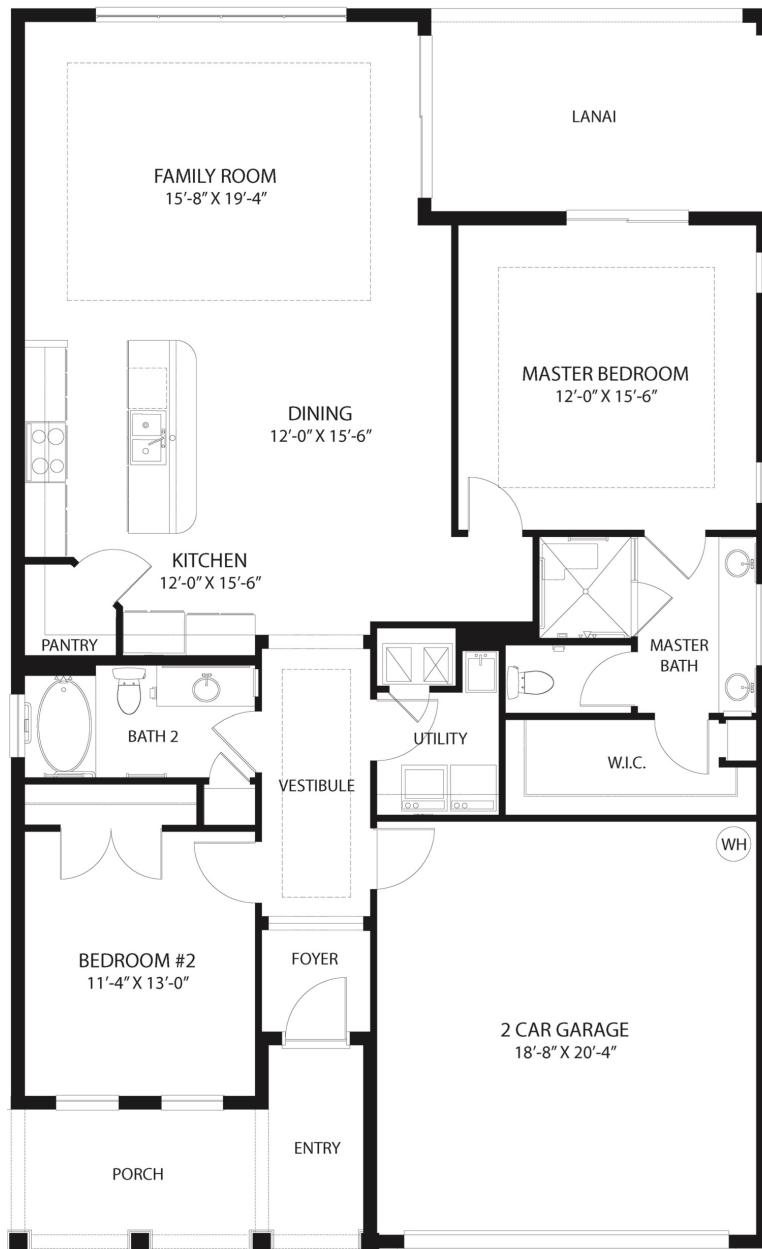 LANAI
FAMILY ROOM
15’-8” X 19’-4”
MASTER BEDROOM
12’-0” X 15’-6”
DINING
12’-0” X 15’-6”
KITCHEN
12’-0” X 15’-6”
PANTRY
MASTER
BATH
BATH 2
UTILITY
W.I.C.
VESTIBULE
WH
BEDROOM #2
11’-4” X 13’-0”
FOYER
2 CAR GARAGE
18’-8” X 20’-4”
ENTRY
PORCH